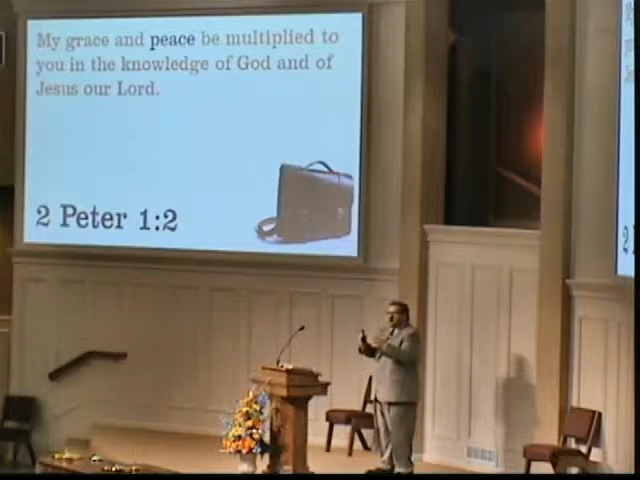 My grace and peace be multiplied to
you in the knowledge of God and of
Jesus our Lord.
2 Peter 1:2
2